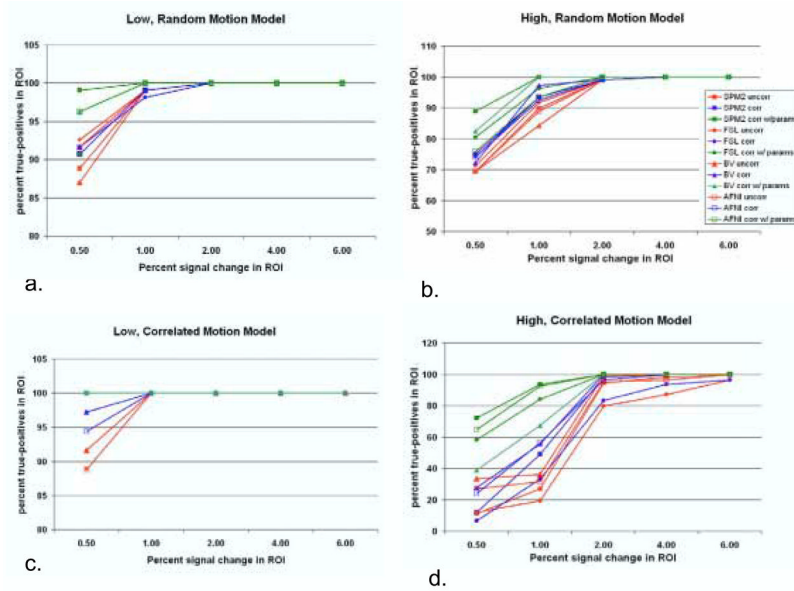 Low, Random Motion Model
percent true-positives in ROI
105
100
95
90
85
80
0.50 1.00 2.00 4.00 6.00
Percent signal change in ROI
a.
High, Random Motion Model
percent true-positives in ROI
110
100
90
80
70
60
50
0.50 1.00 2.00 4.00 6.00
Percent signal change in ROI
b.
SPM2 uncorr
SPM2 corr
SPM2 corr w/params
FSL uncorr
FSL corr
FSL corr w/ params
BV uncorr
BV corr
BV corr w/ params
AFNI uncorr
AFNI corr
AFNI corr w/ params
Low, Correlated Motion Model
percent true-positives in ROI
105
100
95
90
85
80
0.50 1.00 2.00 4.00 6.00
Percent signal change in ROI
c.
High, Correlated Motion Model
percent true-positives in ROI
120
100
80
60
40
20
0
0.50 1.00 2.00 4.00 6.00
Percent signal change in ROI
d.